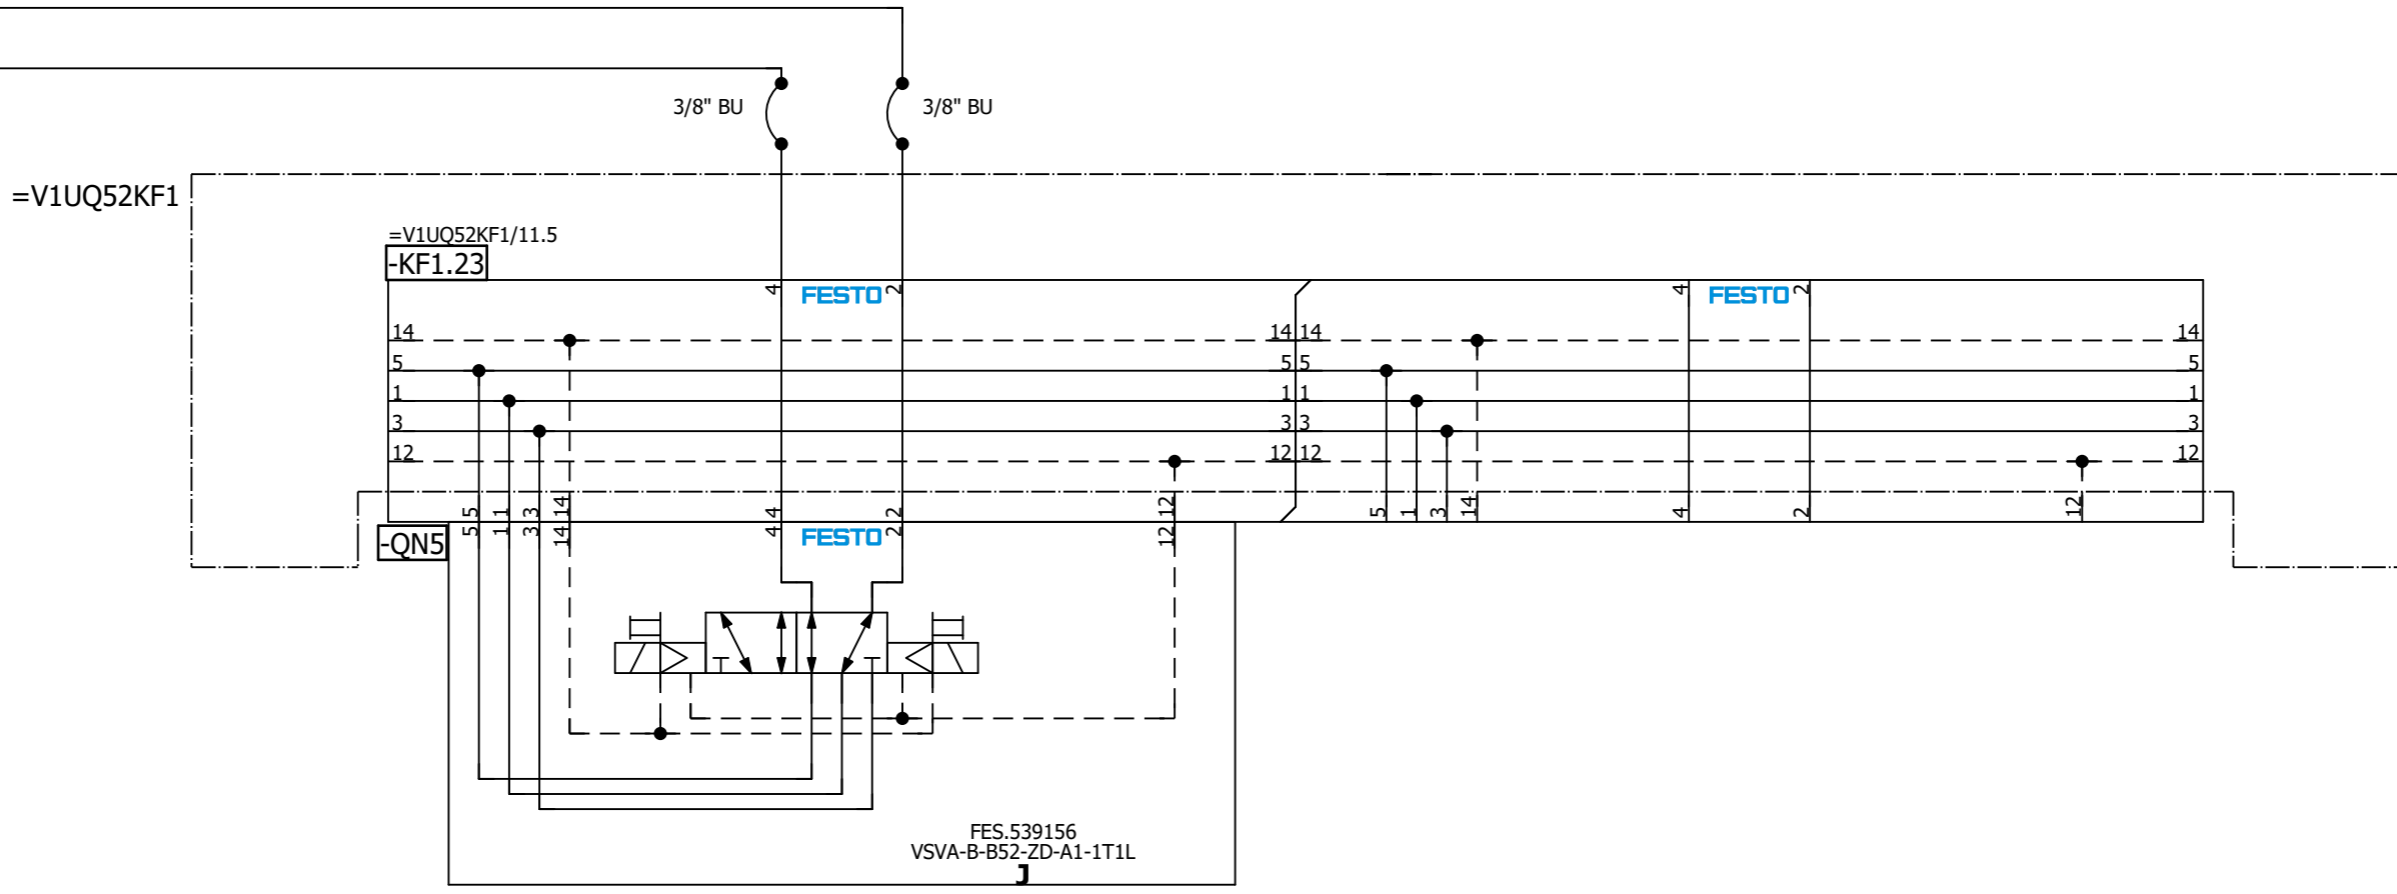 3/8" BU
3/8" BU
=V1UQ52KF1
=V1UQ52KF1/11.5
-KF1.23
4 FESTO 2 4 FESTO 2
14 14 14 14
5 5 5 5
1 1 1 1
3 3 3 3
12 12 12 12
5 1 3 14 4 2 12 5 1 3 14 4 2 12
-QN5
5 1 3 14 4 FESTO 2 12
FES.539156
VSVA-B-B52-ZD-A1-1T1L
J